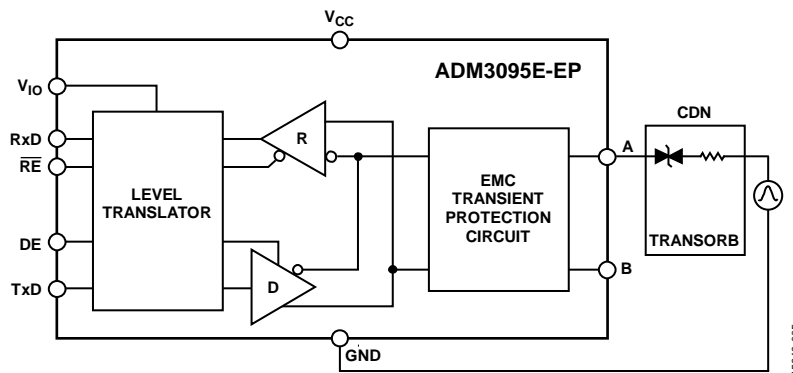 VCC
ADM3095E-EP
VIO
RxD
RE
DE
TxD
LEVEL
TRANSLATOR
R
D
EMC
TRANSIENT
PROTECTION
CIRCUIT
A
B
CDN
TRANSORB
GND